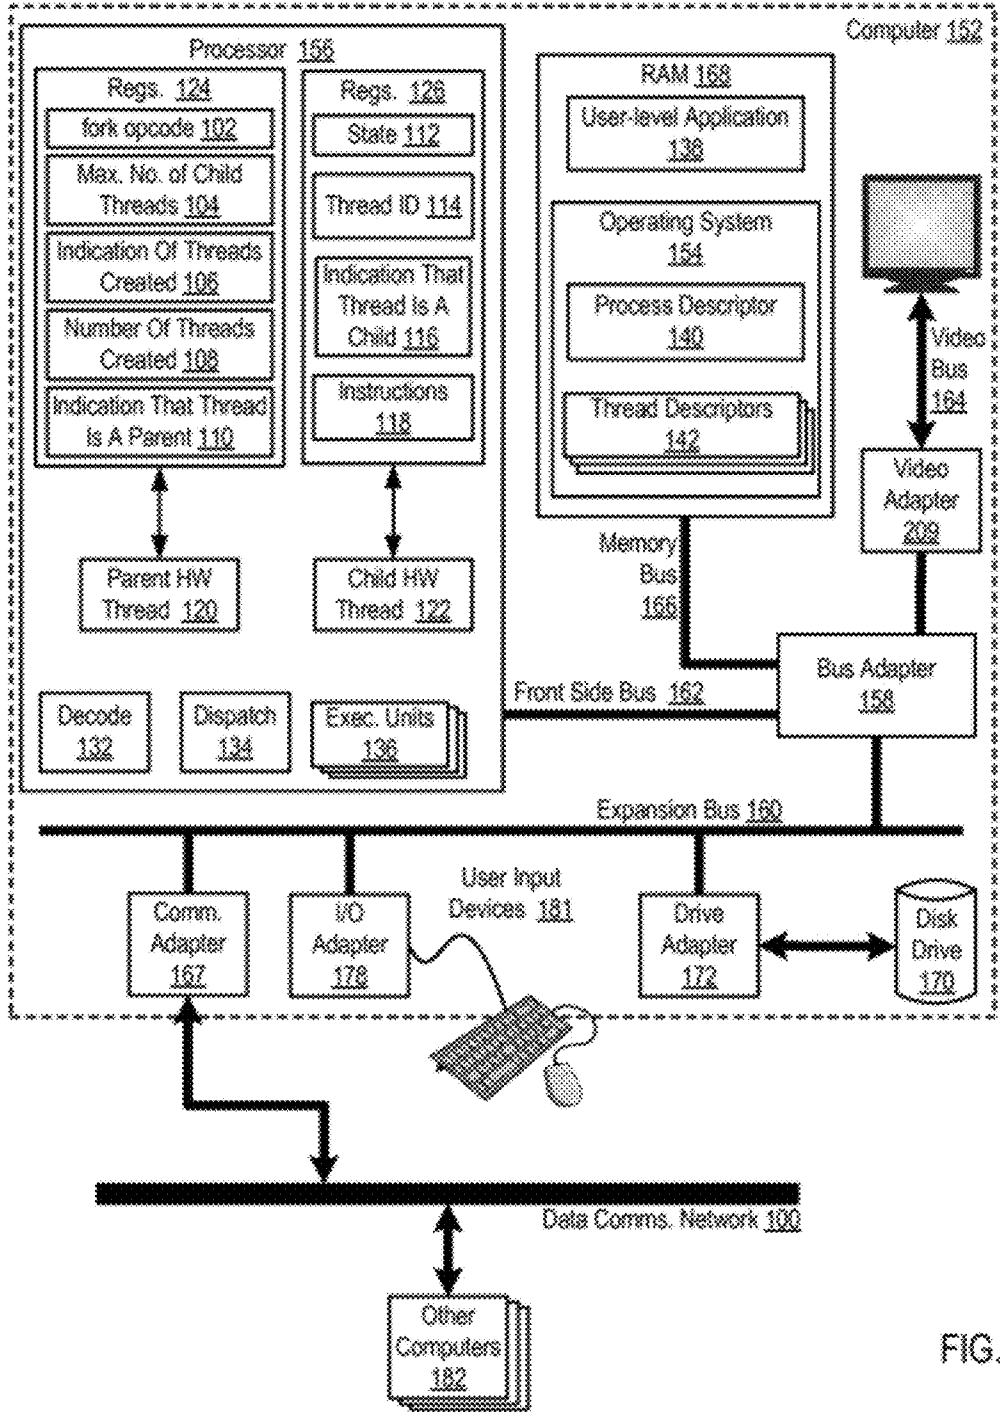 Computer 152
Processor 156
Regs. 124
fork opcode 102
Max. No. of Child
Threads 104
Indication Of Threads
Created 106
Number Of Threads
Created 108
Indication That Thread
Is A Parent 110
Regs. 126
State 112
Thread ID 114
Indication That
Thread Is A
Child 116
Instructions
118
Parent HW
Thread 120
Child HW
Thread 122
Decode
132
Dispatch
134
Exec. Units
136
RAM 168
User-level Application
138
Operating System
154
Process Descriptor
140
Thread Descriptors
142
Video
Bus
164
Video
Adapter
209
Memory
Bus
166
Bus Adapter
158
Front Side Bus 162
Expansion Bus 160
Comm.
Adapter
167
I/O
Adapter
178
User Input
Devices 181
Drive
Adapter
172
Disk
Drive
170
Data Comms. Network 100
Other
Computers
182
FIG.